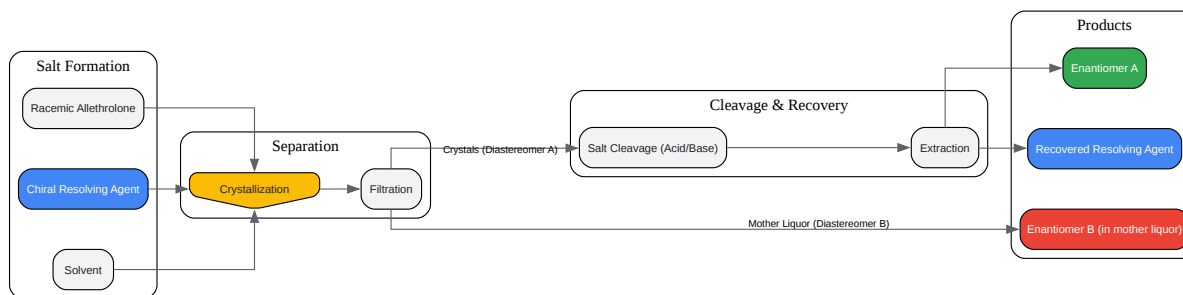 Salt Formation
Racemic Allethrolone
Chiral Resolving Agent
Solvent
Separation
Crystallization
Filtration
Crystals (Diastereomer A)
Mother Liquor (Diastereomer B)
Cleavage & Recovery
Salt Cleavage (Acid/Base)
Extraction
Products
Enantiomer A
Recovered Resolving Agent
Enantiomer B (in mother liquor)